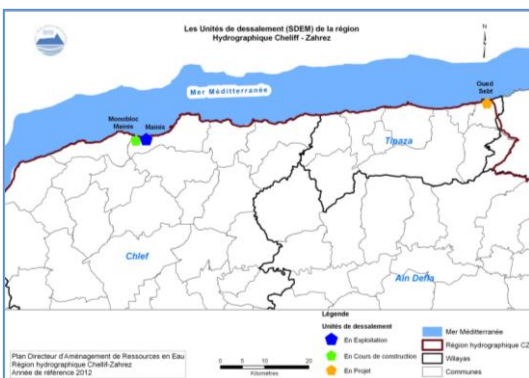 Les Unités de dessalement (SDEM) de la région
Hydrographique Cheliff - Zahrez
N
Mer Méditerranée
Oued
Sebt
Monobloc
Mainis
Mainis
Tipaza
Chlef
Aïn Defla
Légende
Unités de dessalement
En Exploitation
En Cours de construction
En Projet
Mer Méditerranée
Région hydrographique CZ
Wilayas
Communes
Plan Directeur d'Aménagement de Ressources en Eau
Région hydrographique Chellif-Zahrez
Année de référence 2012
0
5
10
20
Kilomètres